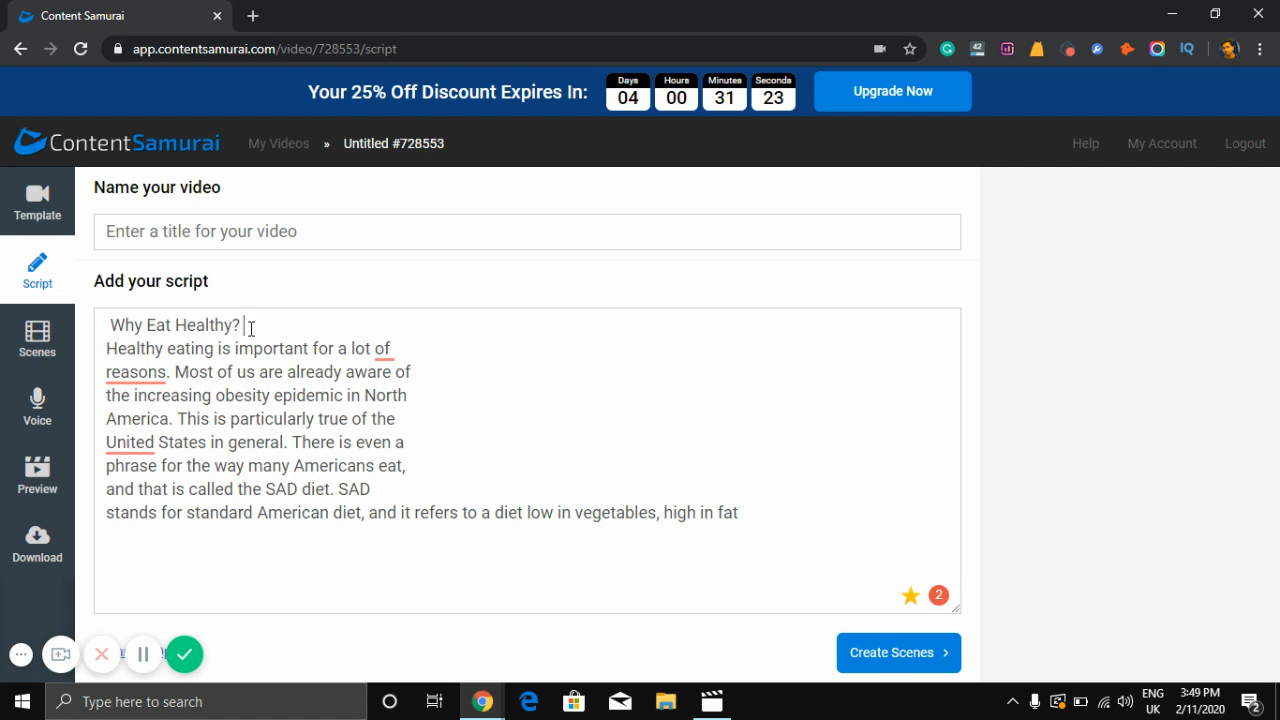 Content Samurai
app.contentsamurai.com/video/728553/script
42
IQ
Your 25% Off Discount Expires In:
Days Hours Minutes Seconds
04 00 31 23
Upgrade Now
ContentSamurai
My Videos » Untitled #728553
Help My Account Logout
Template
Script
Scenes
Voice
Preview
Download
Name your video
Enter a title for your video
Add your script
Why Eat Healthy?
Healthy eating is important for a lot of
reasons. Most of us are already aware of
the increasing obesity epidemic in North
America. This is particularly true of the
United States in general. There is even a
phrase for the way many Americans eat,
and that is called the SAD diet. SAD
stands for standard American diet, and it refers to a diet low in vegetables, high in fat
2
Create Scenes
Type here to search
ENG
UK
3:49 PM
2/11/2020
2